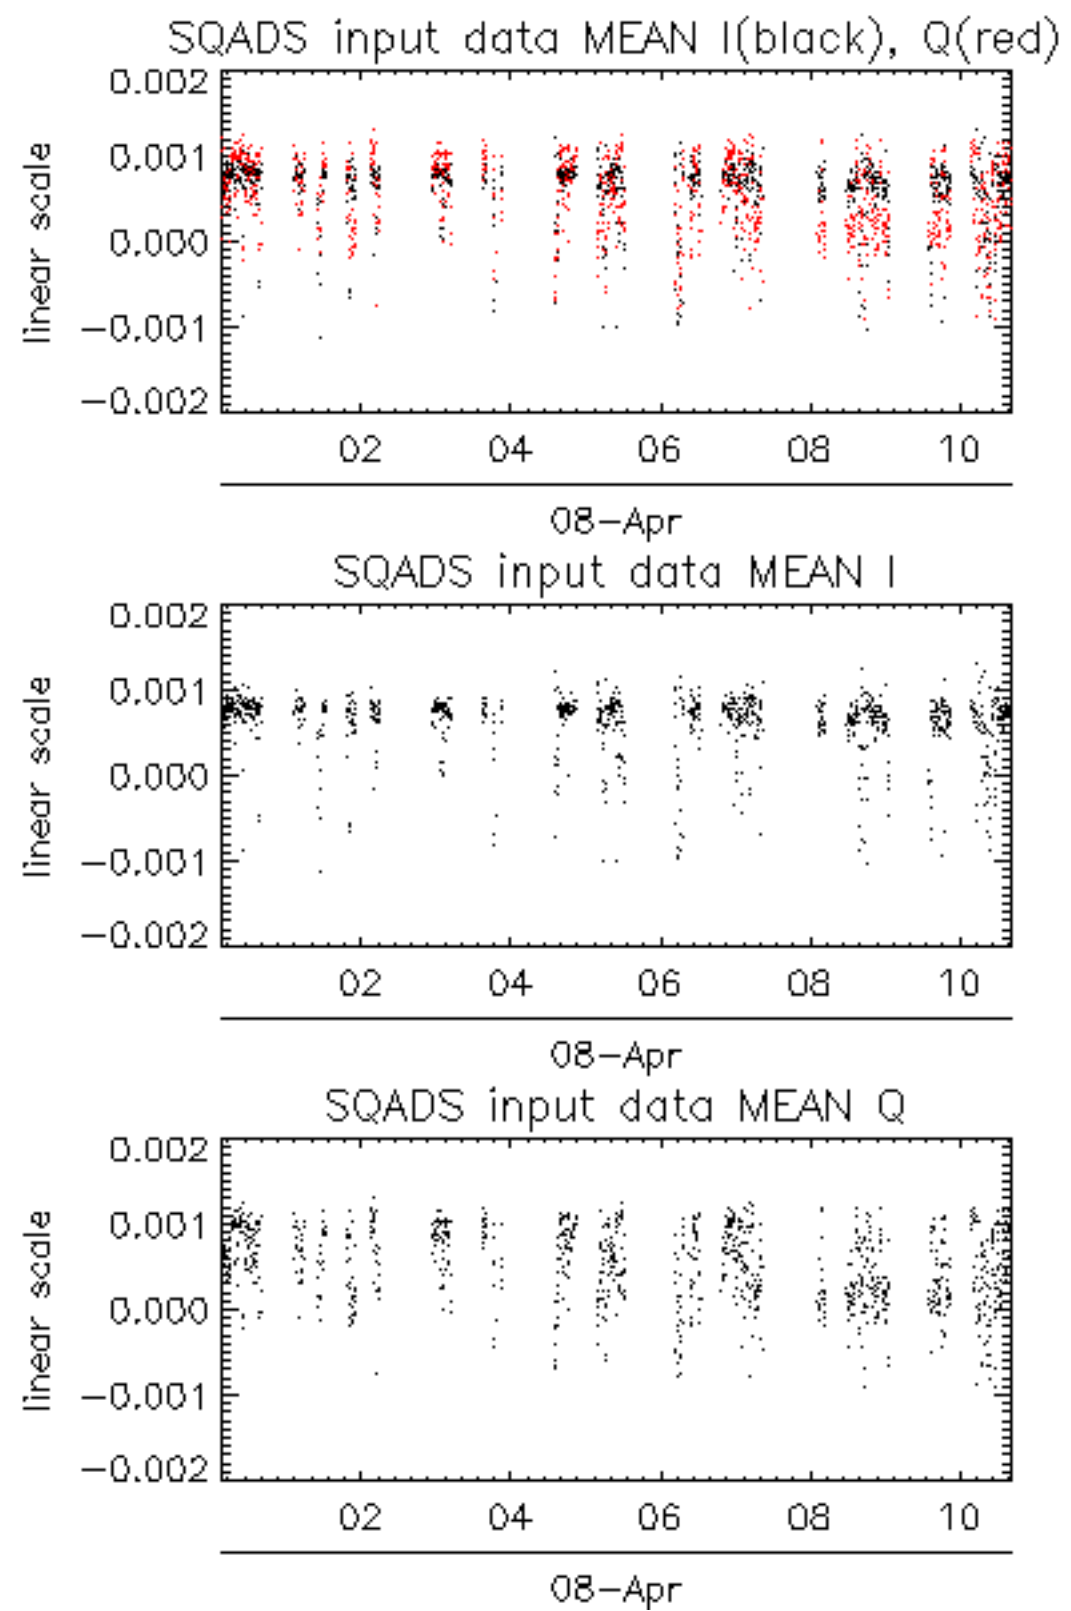 SQADS input data MEAN I(black), Q(red)
0.002
0.001
0.000
−0.001
−0.002
linear scale
02 04 06 08 10
08−Apr
SQADS input data MEAN I
0.002
0.001
0.000
−0.001
−0.002
linear scale
02 04 06 08 10
08−Apr
SQADS input data MEAN Q
0.002
0.001
0.000
−0.001
−0.002
linear scale
02 04 06 08 10
08−Apr